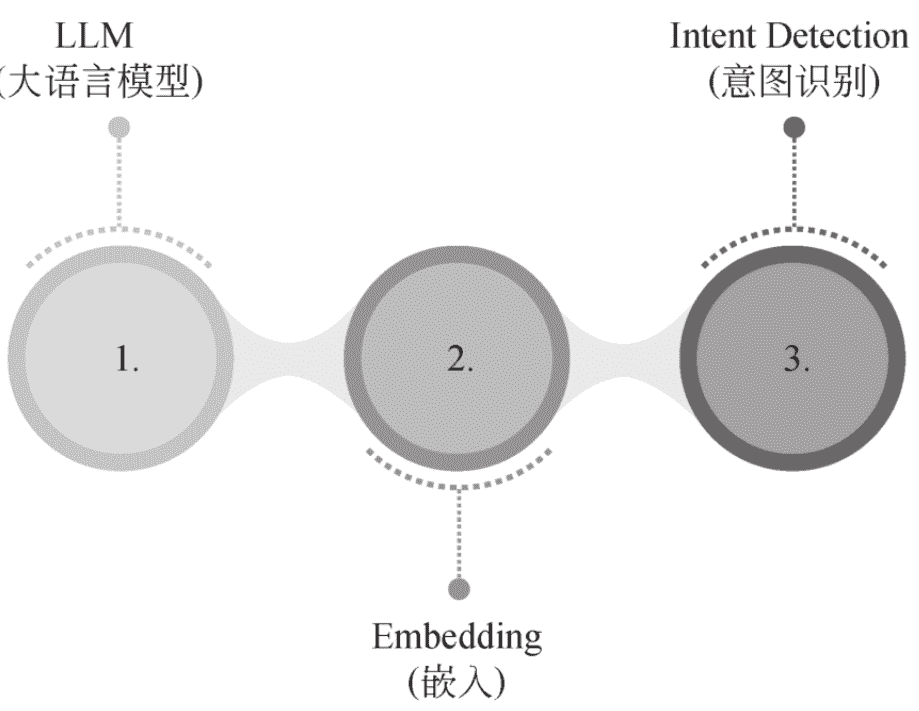 LLM
(大语言模型)
Intent Detection
(意图识别)
1.
2.
3.
Embedding
(嵌入)